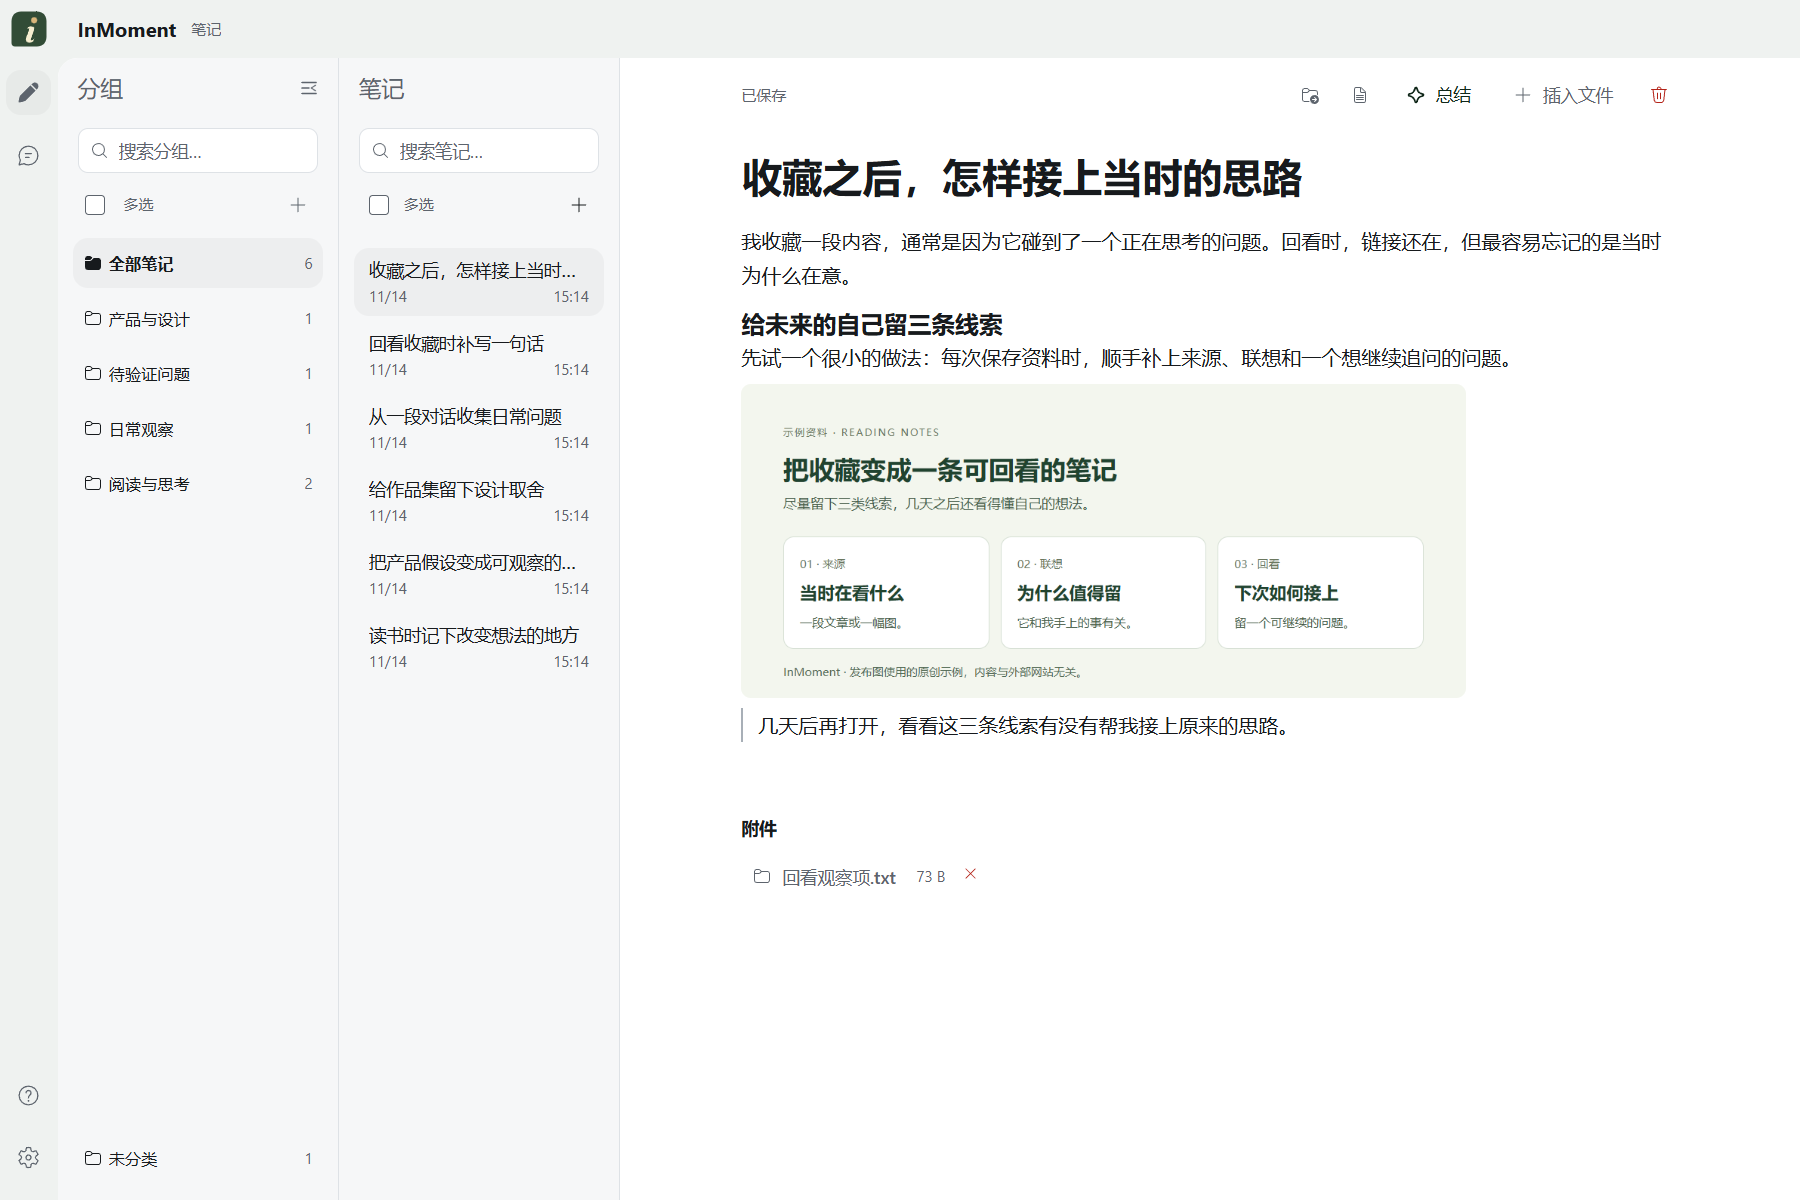 InMoment 笔记
分组
搜索分组...
多选
全部笔记 6
产品与设计 1
待验证问题 1
日常观察 1
阅读与思考 2
未分类 1
笔记
搜索笔记...
多选
收藏之后，怎样接上当时...
11/14 15:14
回看收藏时补写一句话
11/14 15:14
从一段对话收集日常问题
11/14 15:14
给作品集留下设计取舍
11/14 15:14
把产品假设变成可观察的...
11/14 15:14
读书时记下改变想法的地方
11/14 15:14
已保存 总结 插入文件
收藏之后，怎样接上当时的思路
我收藏一段内容，通常是因为它碰到了一个正在思考的问题。回看时，链接还在，但最容易忘记的是当时
为什么在意。
给未来的自己留三条线索
先试一个很小的做法：每次保存资料时，顺手补上来源、联想和一个想继续追问的问题。
示例资料 · READING NOTES
把收藏变成一条可回看的笔记
尽量留下三类线索，几天之后还看得懂自己的想法。
01 · 来源
当时在看什么
一段文章或一幅图。
02 · 联想
为什么值得留
它和我手上的事有关。
03 · 回看
下次如何接上
留一个可继续的问题。
InMoment · 发布图使用的原创示例，内容与外部网站无关。
几天后再打开，看看这三条线索有没有帮我接上原来的思路。
附件
回看观察项.txt 73 B